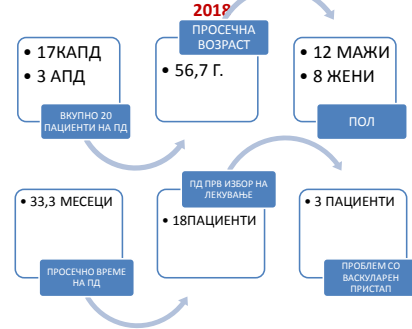 2018
• 17КАПД
• 3 АПД
ВКУПНО 20
ПАЦИЕНТИ НА ПД
ПРОСЕЧНА
ВОЗРАСТ
• 56,7 Г.
• 12 МАЖИ
• 8 ЖЕНИ
ПОЛ
• 33,3 МЕСЕЦИ
ПРОСЕЧНО ВРЕМЕ
НА ПД
ПД ПРВ ИЗБОР НА
ЛЕКУВАЊЕ
• 18ПАЦИЕНТИ
• 3 ПАЦИЕНТИ
ПРОБЛЕМ СО
ВАСКУЛАРЕН
ПРИСТАП